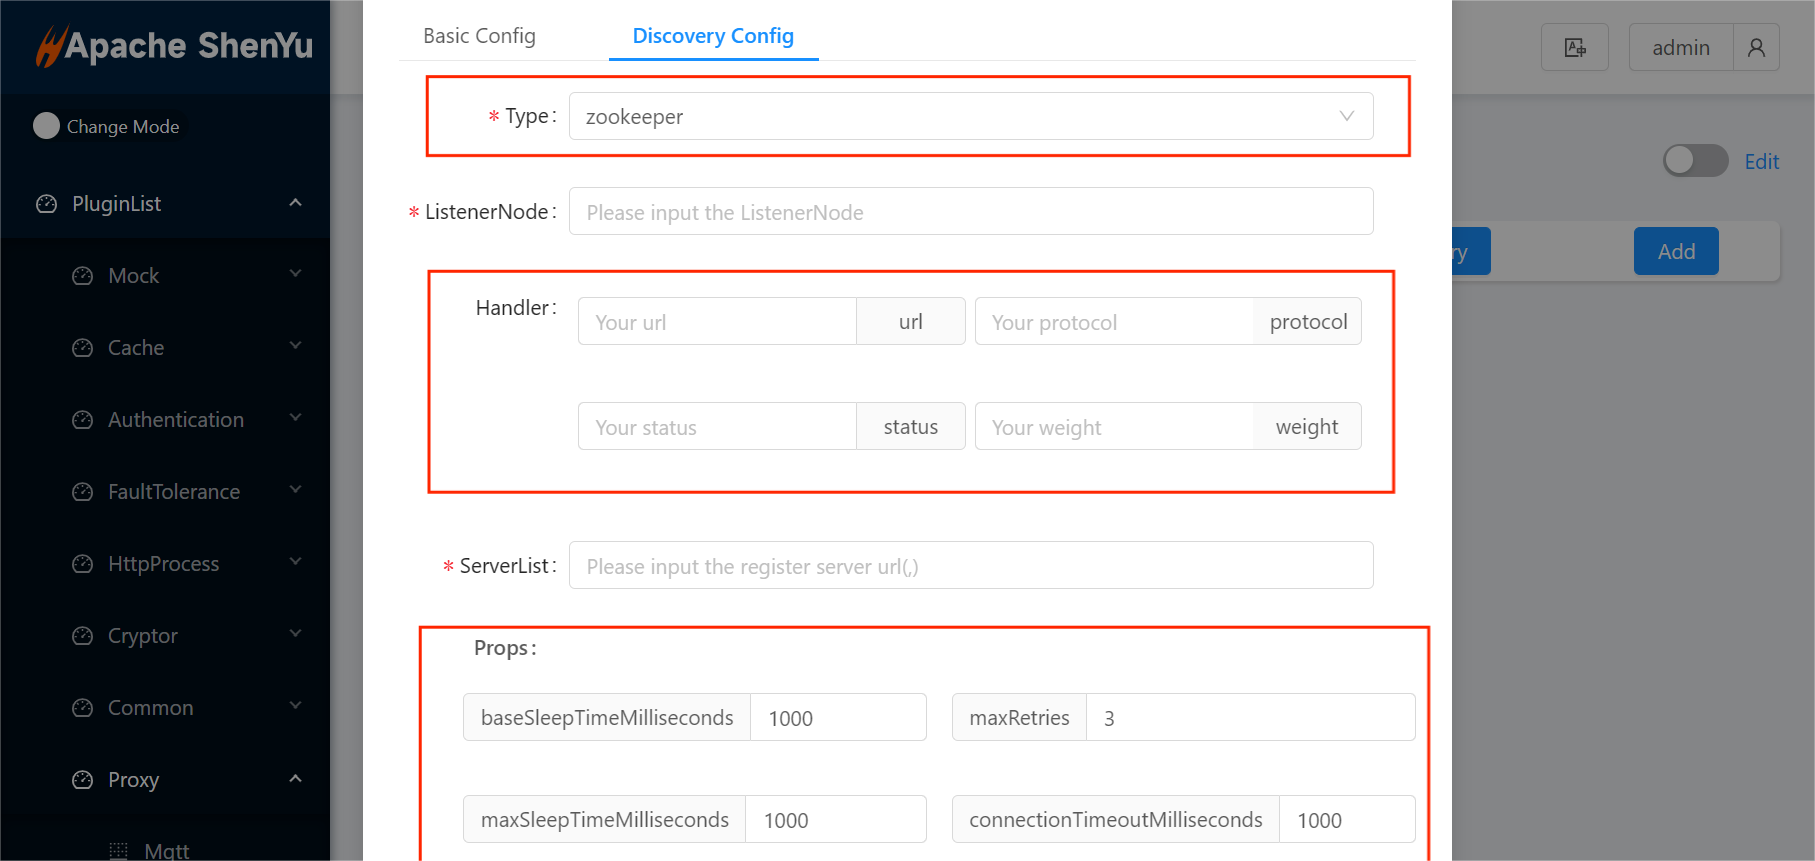 Apache ShenYu
Change Mode
PluginList
Mock
Cache
Authentication
FaultTolerance
HttpProcess
Cryptor
Common
Proxy
Mqtt
Basic Config
Discovery Config
* Type :
zookeeper
* ListenerNode :
Please input the ListenerNode
Handler :
Your url
url
Your protocol
protocol
Your status
status
Your weight
weight
* ServerList :
Please input the register server url(,)
Props :
baseSleepTimeMilliseconds
1000
maxRetries
3
maxSleepTimeMilliseconds
1000
connectionTimeoutMilliseconds
1000
admin
Edit
ry
Add